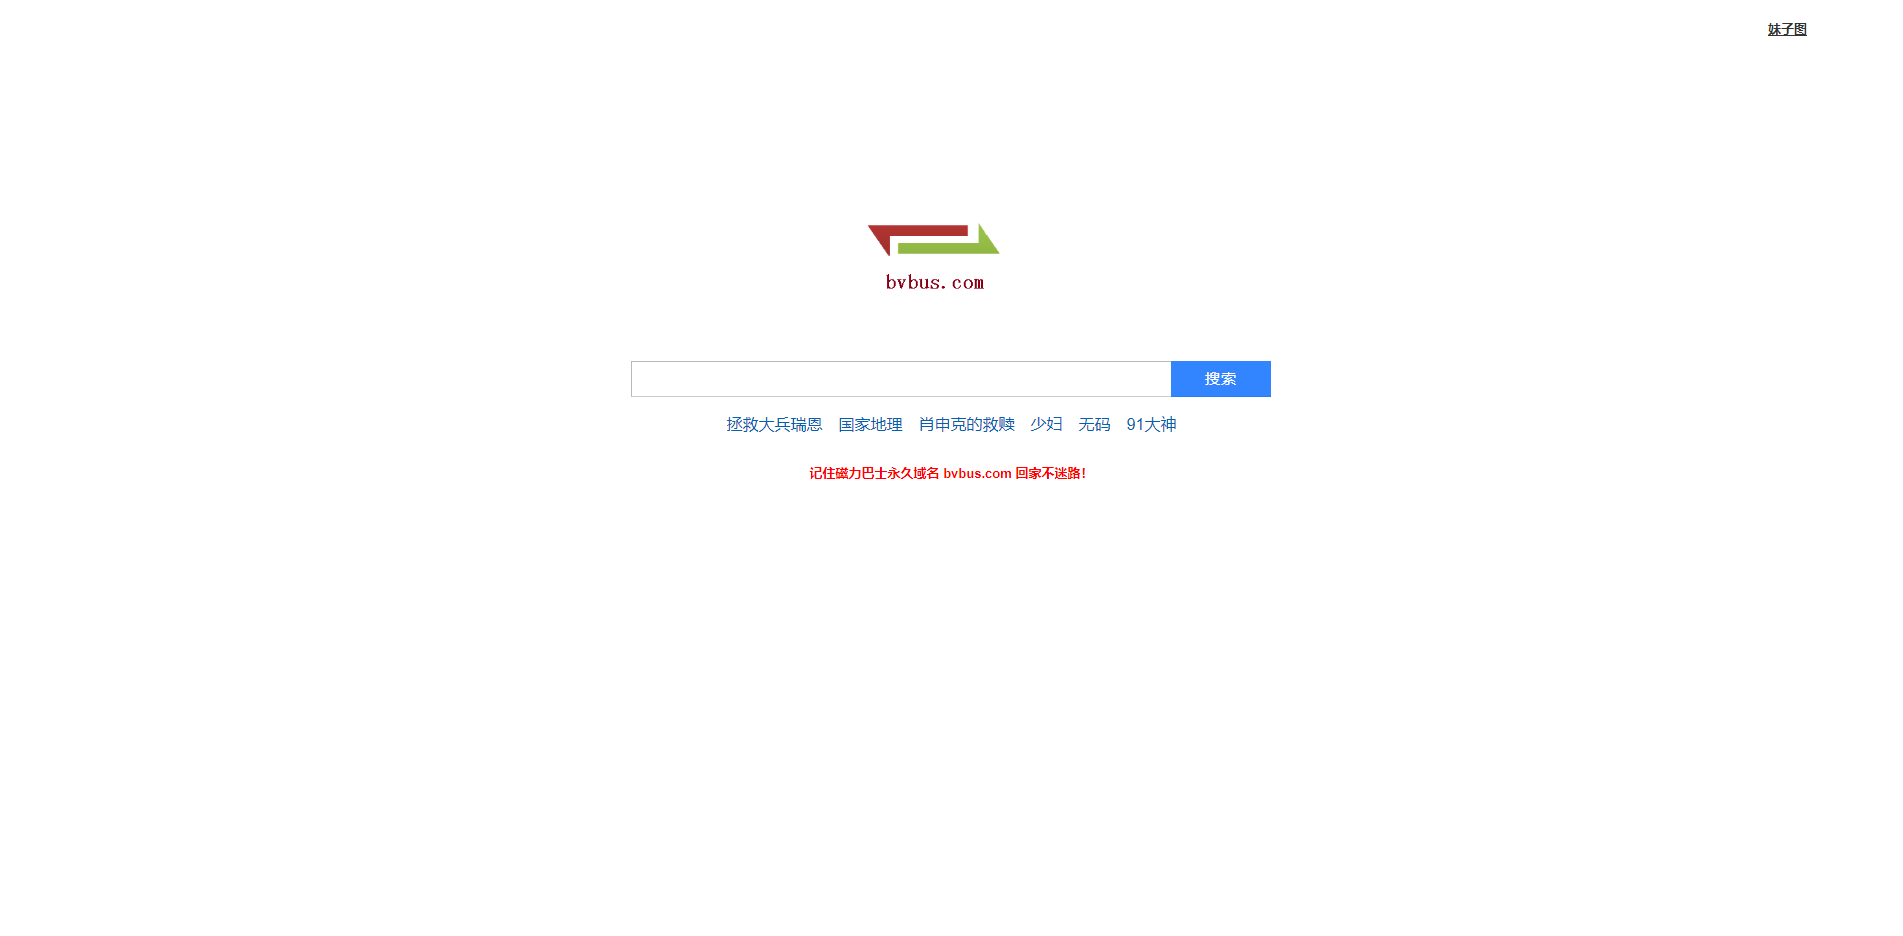 妹子图
bvbus.com
搜索
拯救大兵瑞恩 国家地理 肖申克的救赎 少妇 无码 91大神
记住磁力巴士永久域名 bvbus.com 回家不迷路！